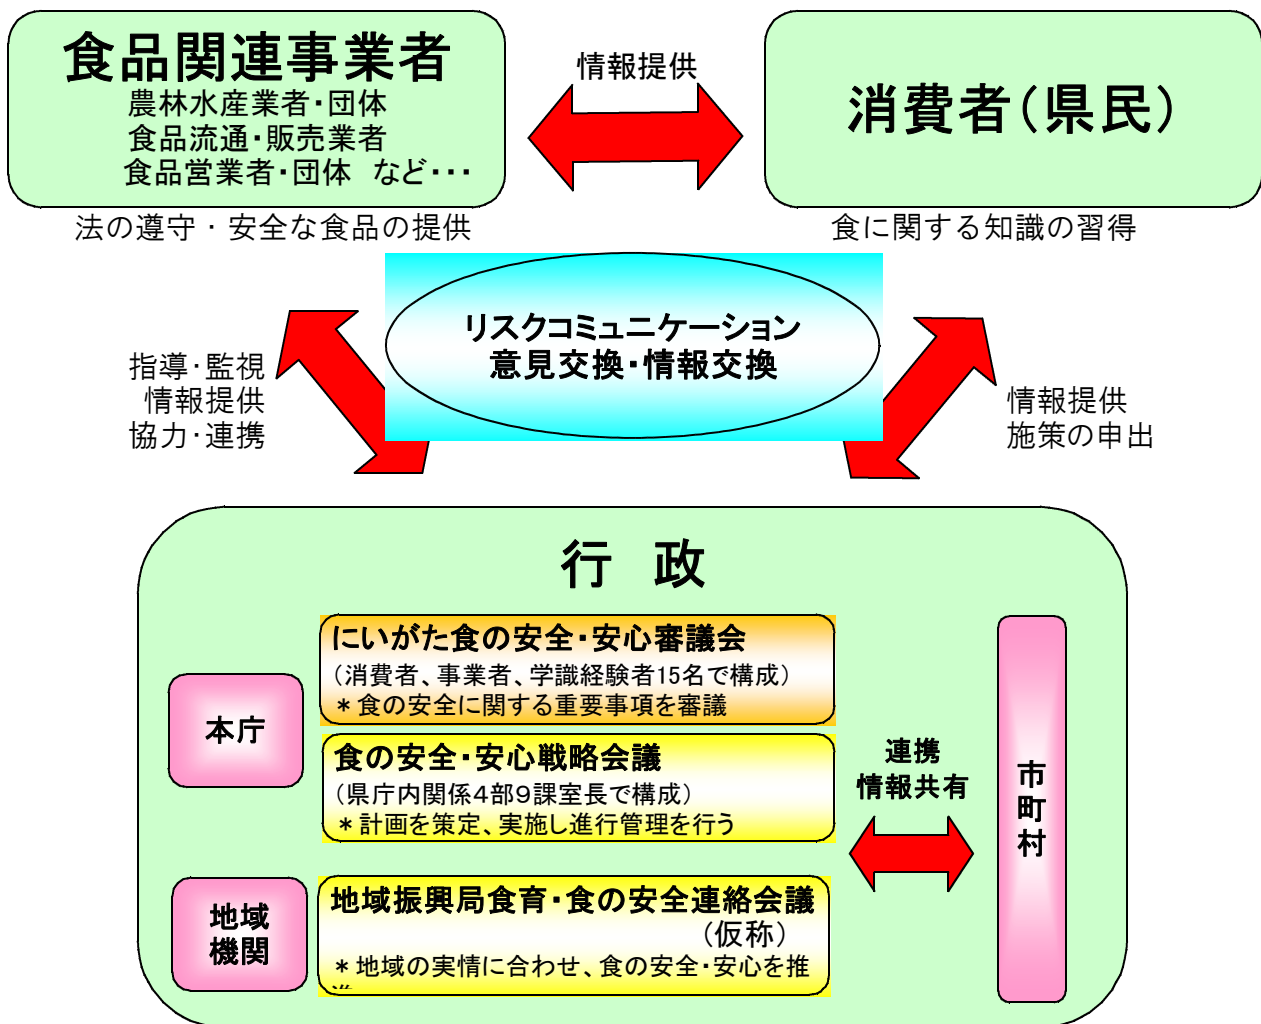 食品関連事業者
農林水産業者・団体
食品流通・販売業者
食品営業者・団体 など・・・
情報提供
消費者（県民）
法の遵守・安全な食品の提供
食に関する知識の習得
リスクコミュニケーション
意見交換・情報交換
指導・監視
情報提供
協力・連携
情報提供
施策の申出
行 政
本庁
にいがた食の安全・安心審議会
（消費者、事業者、学識経験者15名で構成）
＊食の安全に関する重要事項を審議
食の安全・安心戦略会議
（県庁内関係４部９課室長で構成）
＊計画を策定、実施し進行管理を行う
連携
情報共有
市町村
地域
機関
地域振興局食育・食の安全連絡会議
（仮称）
＊地域の実情に合わせ、食の安全・安心を推